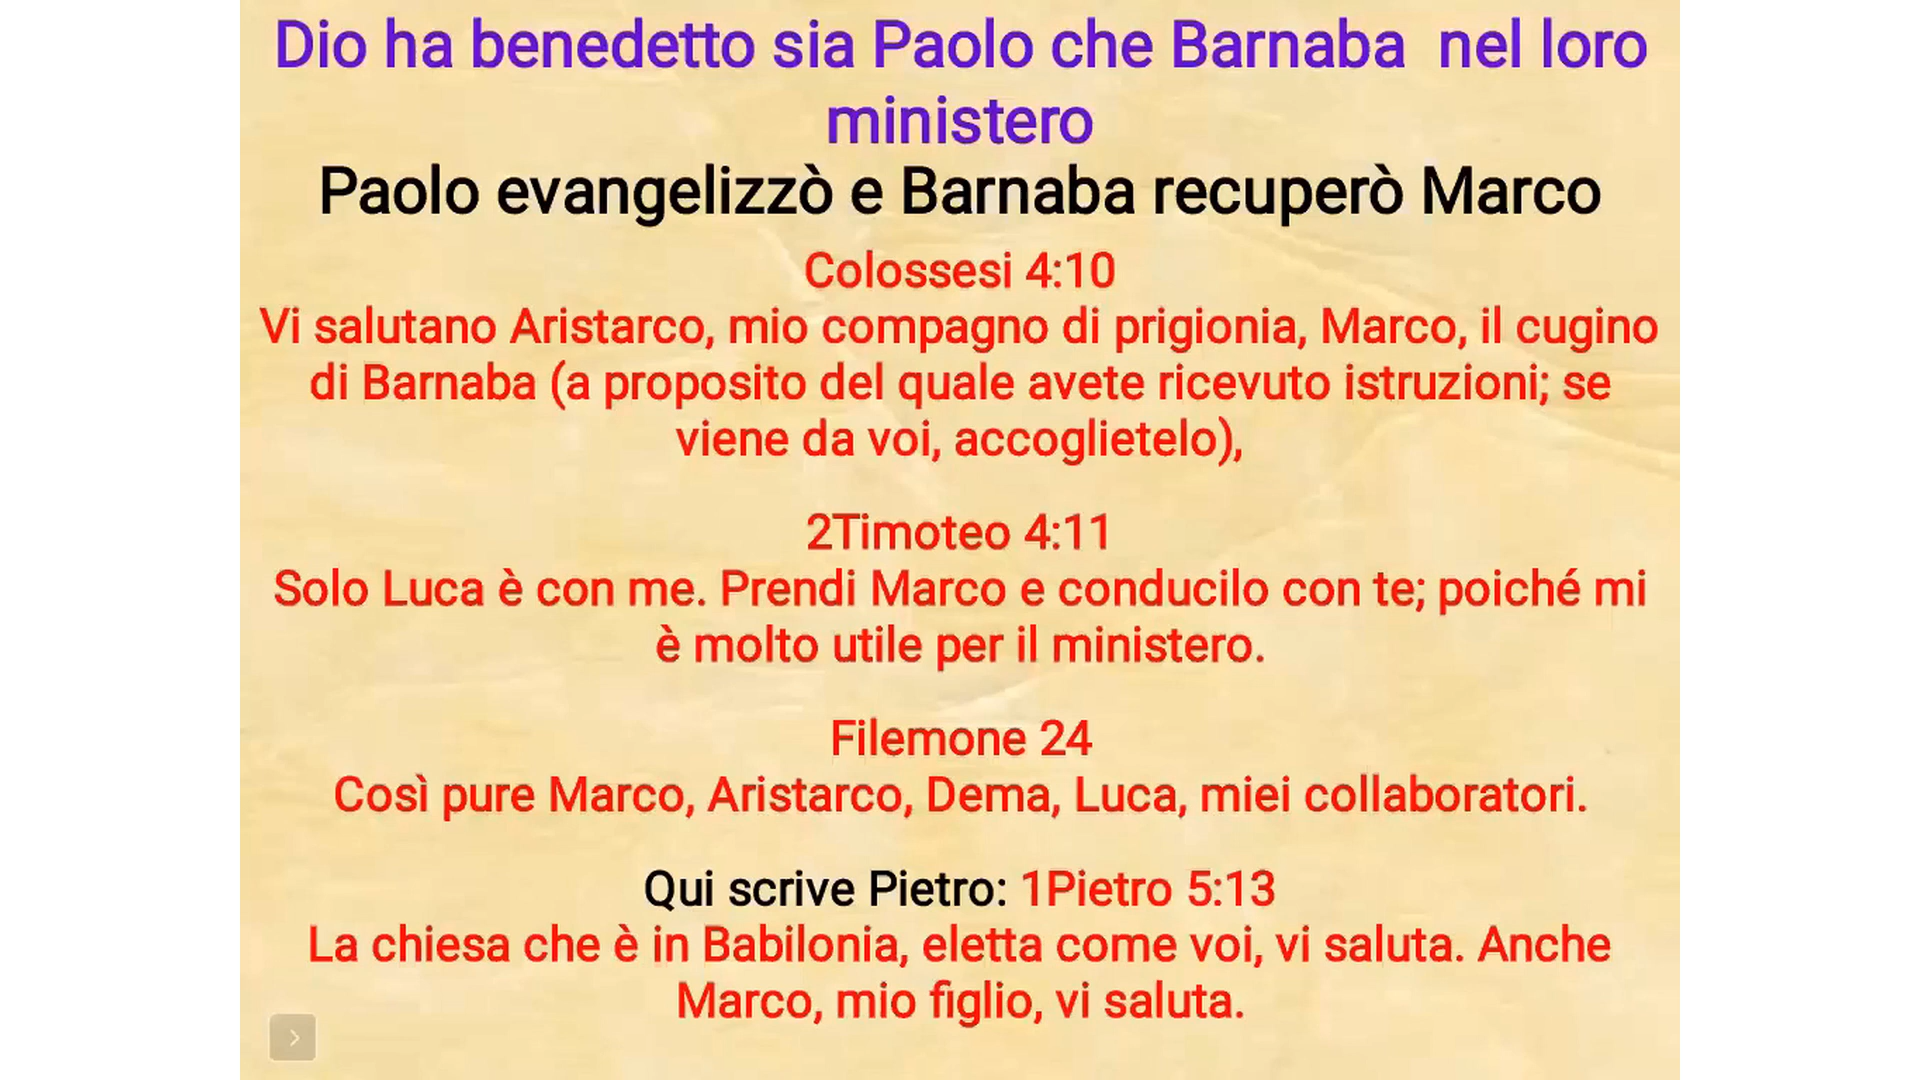 Dio ha benedetto sia Paolo che Barnaba  nel loro
ministero
Paolo evangelizzò e Barnaba recuperò Marco
Colossesi 4:10
Vi salutano Aristarco, mio compagno di prigionia, Marco, il cugino
di Barnaba (a proposito del quale avete ricevuto istruzioni; se
viene da voi, accoglietelo),
2Timoteo 4:11
Solo Luca è con me. Prendi Marco e conducilo con te; poiché mi
è molto utile per il ministero.
Filemone 24
Così pure Marco, Aristarco, Dema, Luca, miei collaboratori.
Qui scrive Pietro: 1Pietro 5:13
La chiesa che è in Babilonia, eletta come voi, vi saluta. Anche
Marco, mio figlio, vi saluta.